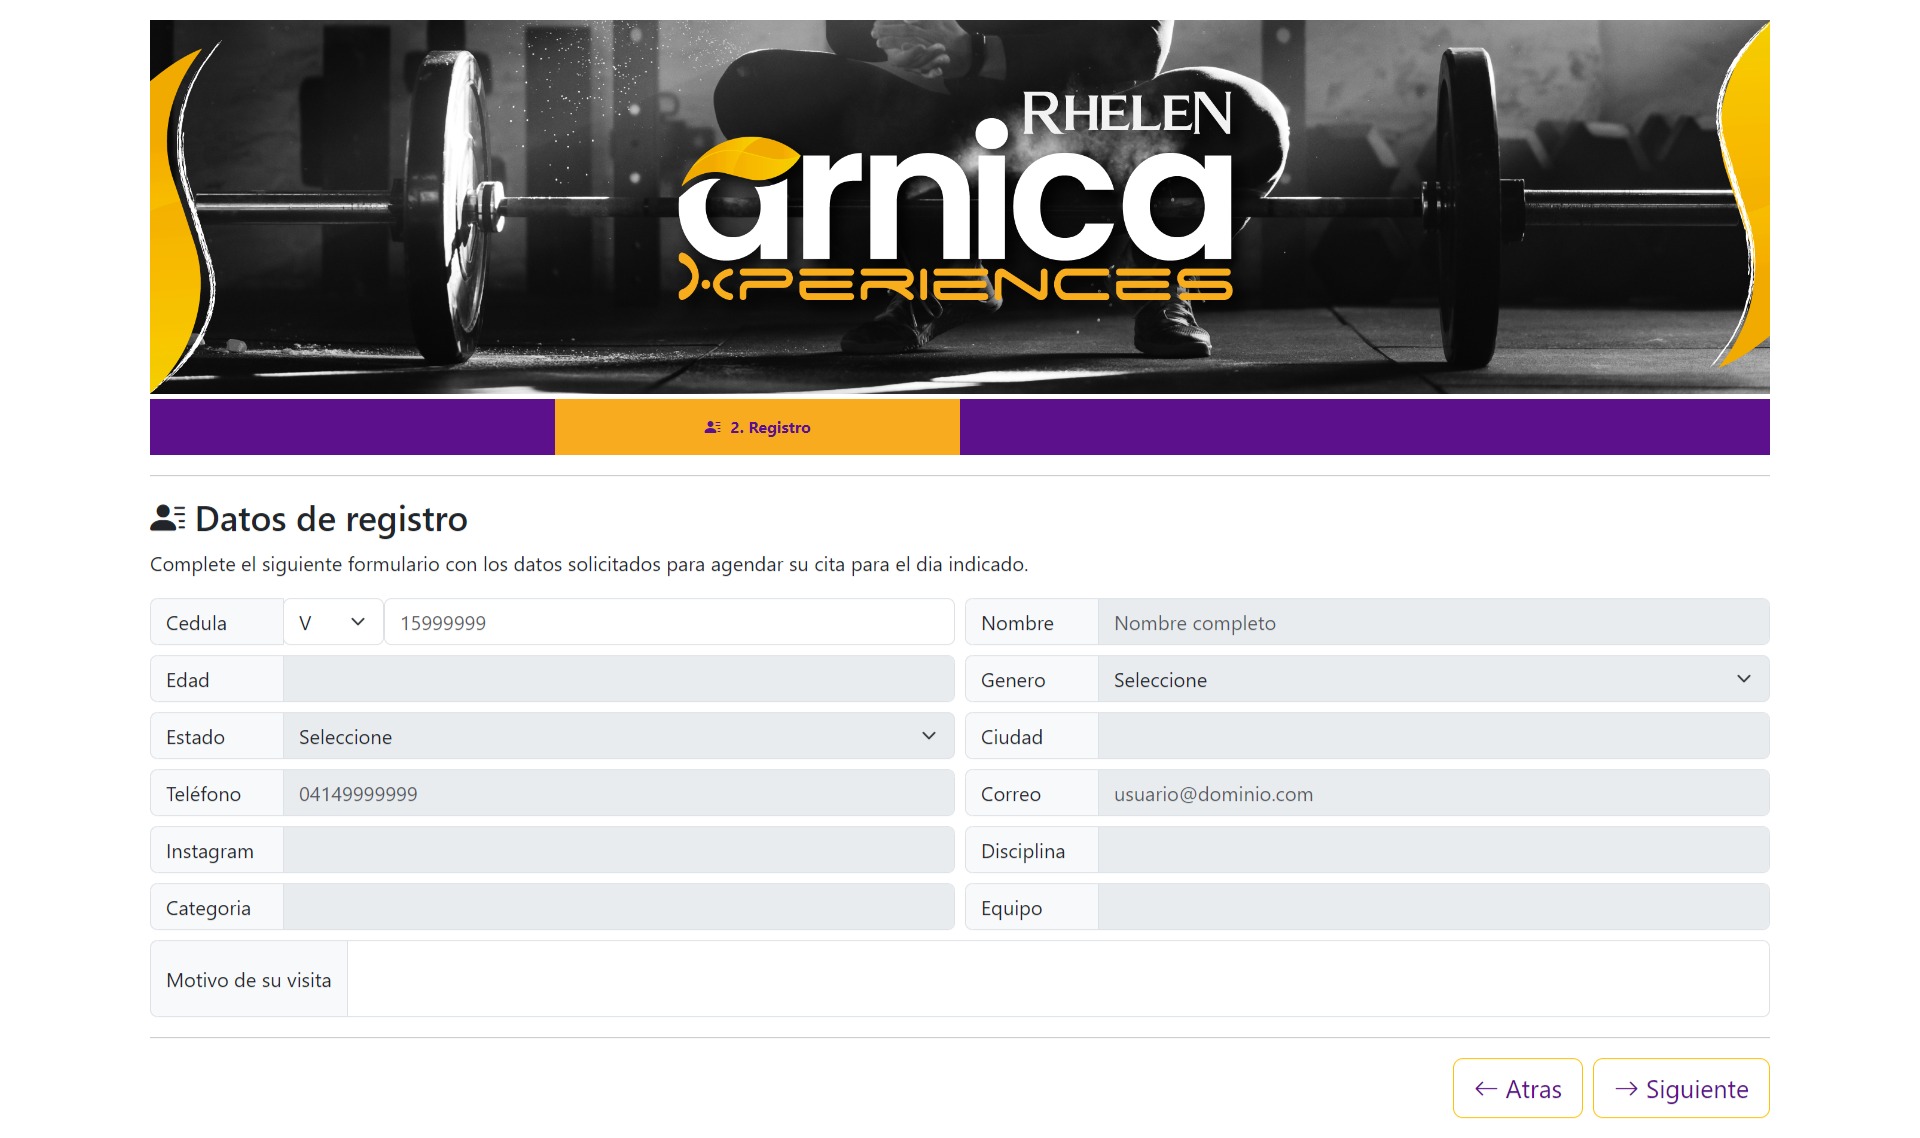 RHELEN
arnica
XPERIENCES
2. Registro
Datos de registro
Complete el siguiente formulario con los datos solicitados para agendar su cita para el dia indicado.
Cedula V 15999999 Nombre Nombre completo
Edad Genero Seleccione
Estado Seleccione Ciudad
Teléfono 04149999999 Correo usuario@dominio.com
Instagram Disciplina
Categoria Equipo
Motivo de su visita
Atras Siguiente